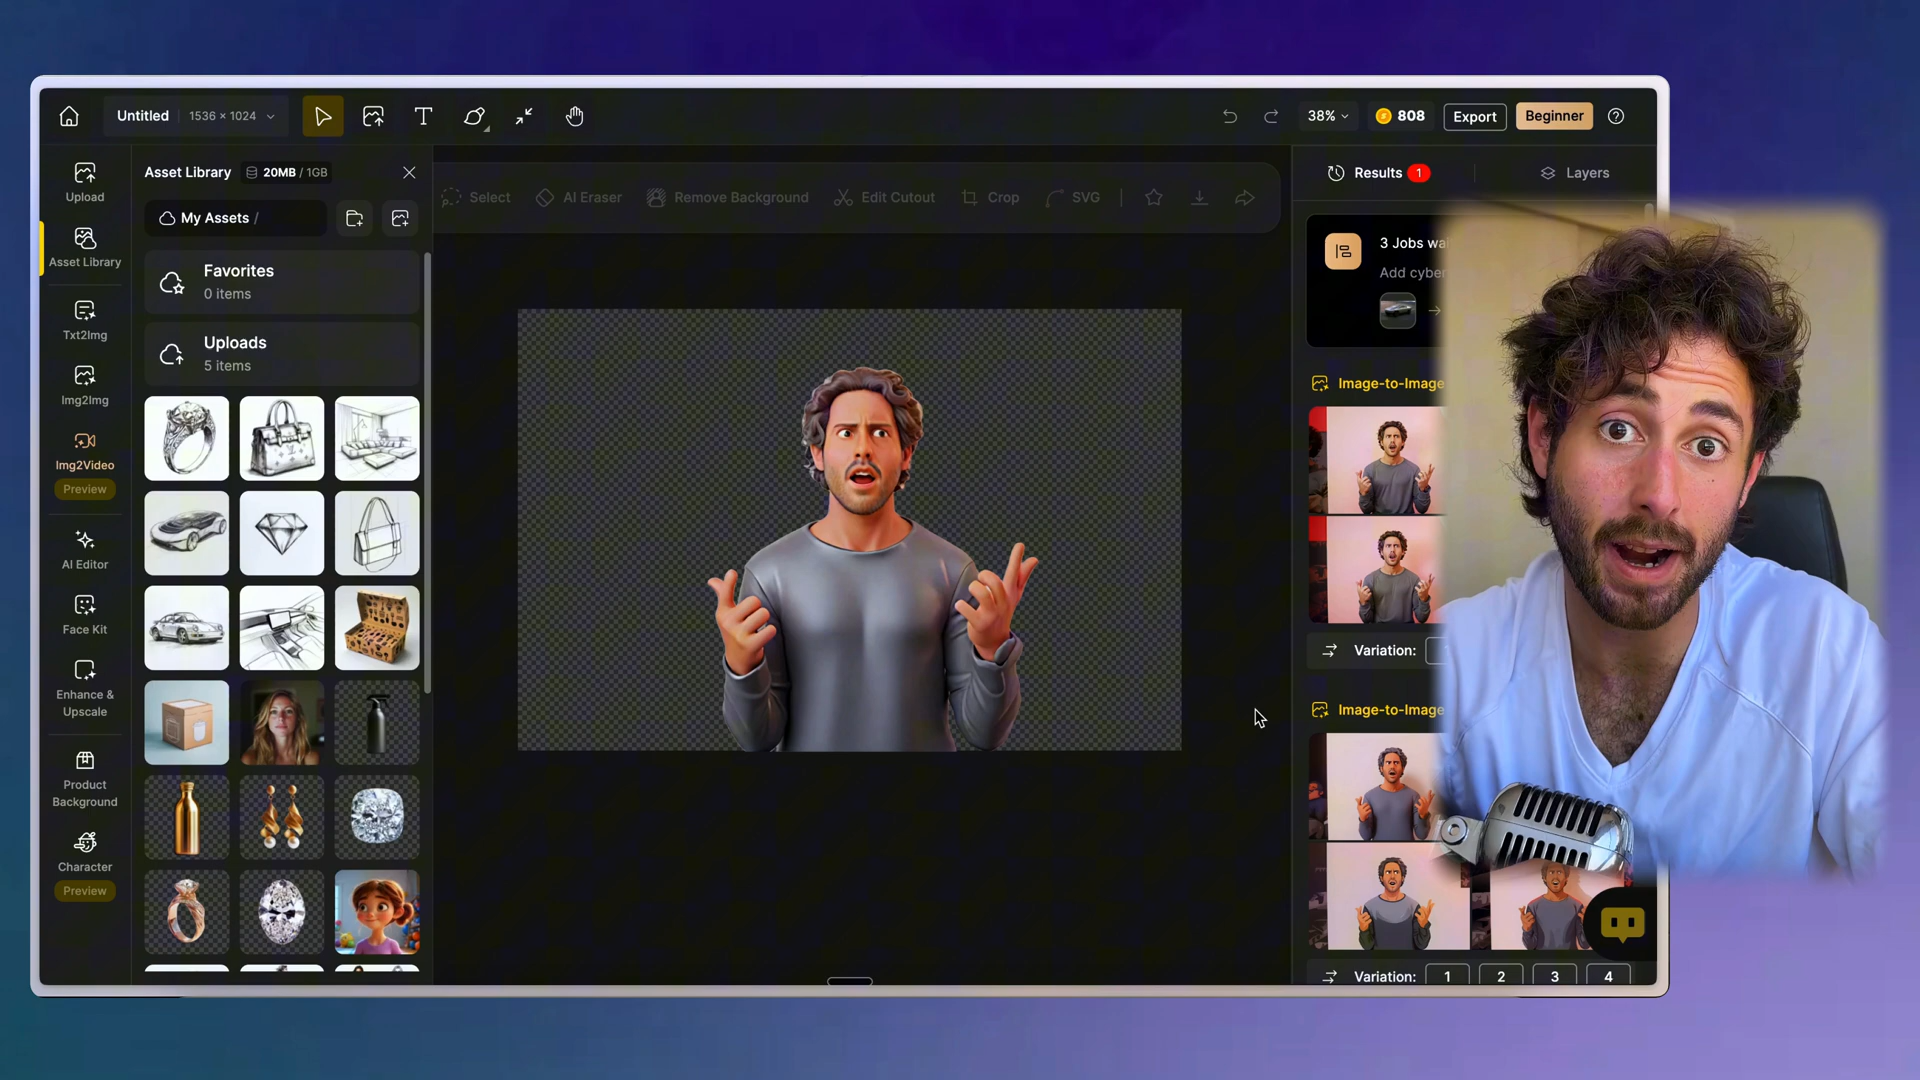 Untitled 1536 × 1024
38%
808
Export
Beginner
Upload
Asset Library
Txt2Img
Img2Img
Img2Video
Preview
AI Editor
Face Kit
Enhance &
Upscale
Product
Background
Character
Preview
Asset Library 20MB / 1GB
My Assets /
Favorites
0 items
Uploads
5 items
Select
AI Eraser
Remove Background
Edit Cutout
Crop
SVG
Results 1
Layers
3 Jobs
Add
Image-to-Image
Variation:
Image-to-Image
Variation: 1 2 3 4